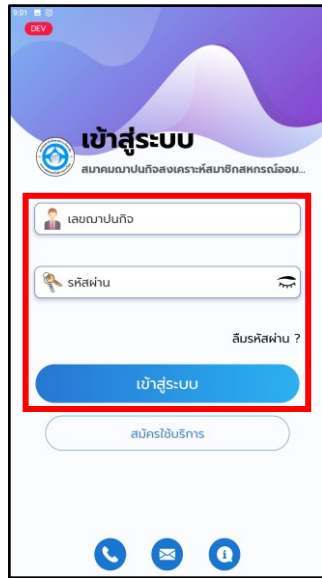 9:01
DEV
เข้าสู่ระบบ
สมาคมฌาปนกิจสงเคราะห์สมาชิกสหกรณ์ออม...
เลขฌาปนกิจ
รหัสผ่าน
ลืมรหัสผ่าน ?
เข้าสู่ระบบ
สมัครใช้บริการ